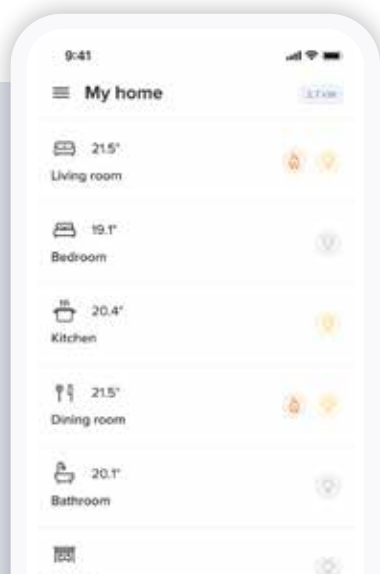 9:41
My home
21.5°
Living room
19.1°
Bedroom
20.4°
Kitchen
21.5°
Dining room
20.1°
Bathroom